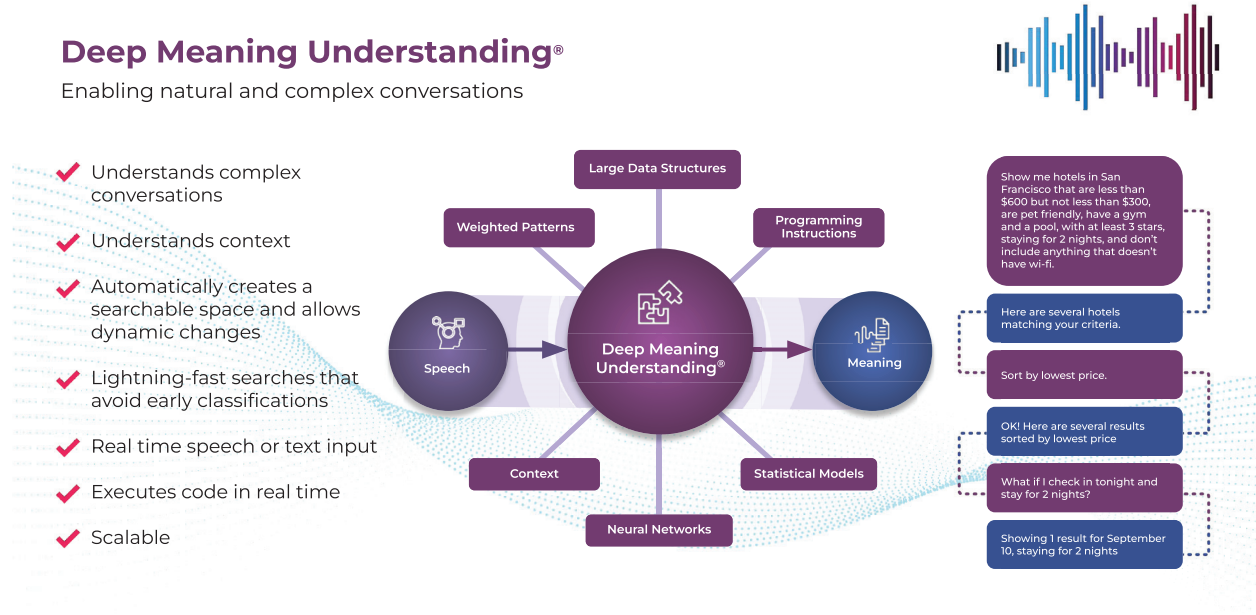 Deep Meaning Understanding®
Enabling natural and complex conversations
Understands complex
conversations
Understands context
Automatically creates a
searchable space and allows
dynamic changes
Lightning-fast searches that
avoid early classifications
Real time speech or text input
Executes code in real time
Scalable
Large Data Structures
Weighted Patterns
Programming
Instructions
Speech
Deep Meaning
Understanding®
Meaning
Context
Statistical Models
Neural Networks
Show me hotels in San
Francisco that are less than
$600 but not less than $300,
are pet friendly, have a gym
and a pool, with at least 3 stars,
staying for 2 nights, and don't
include anything that doesn't
have wi-fi.
Here are several hotels
matching your criteria.
Sort by lowest price.
OK! Here are several results
sorted by lowest price
What if I check in tonight and
stay for 2 nights?
Showing 1 result for September
10, staying for 2 nights